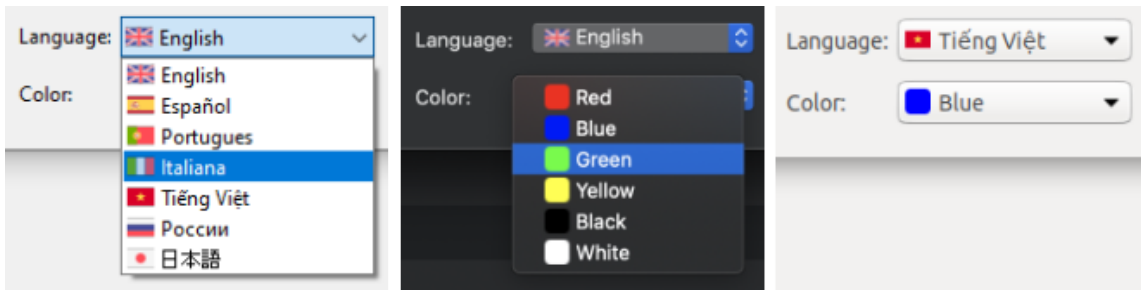 Language: English
English
Español
Color:
Portugues
Italiana
Tiếng Việt
России
日本語
Language: English
Color:
Red
Blue
Green
Yellow
Black
White
Language: Tiếng Việt
Color: Blue